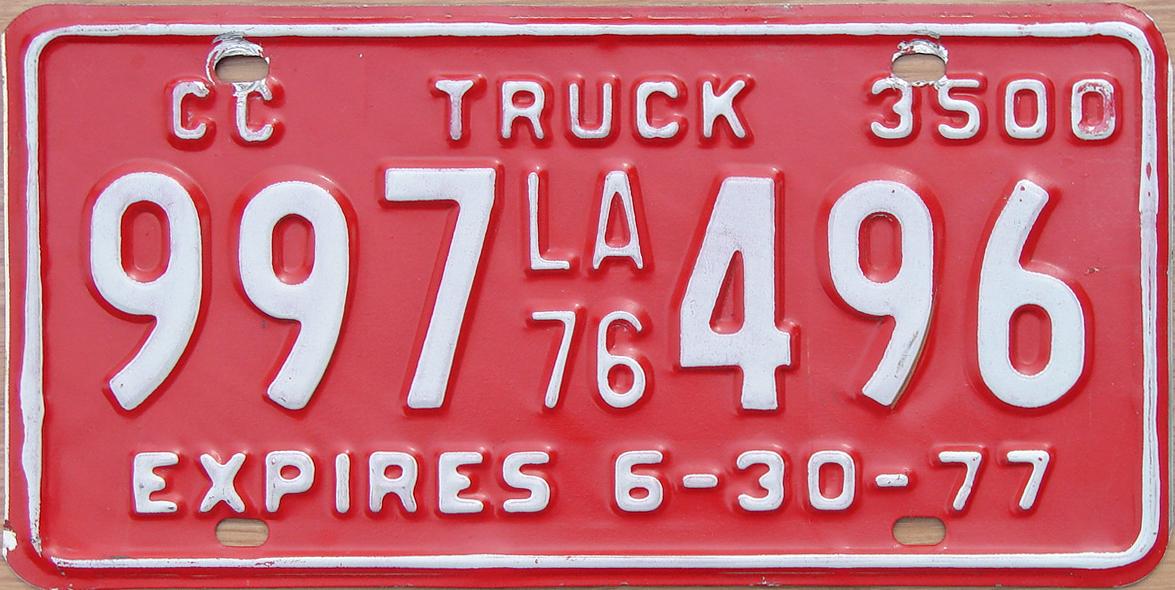 CC TRUCK 3500
997 LA 76 496
EXPIRES 6-30-77